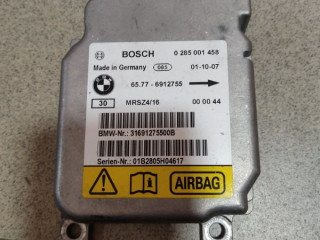 BOSCH 0 285 001 458
Made in Germany 083 01-10-07
65.77 - 6912755
30 MRSZ4/16 00 00 44
BMW-Nr.: 31691275500B
Serien-Nr.: 01B2805H04617
AIRBAG